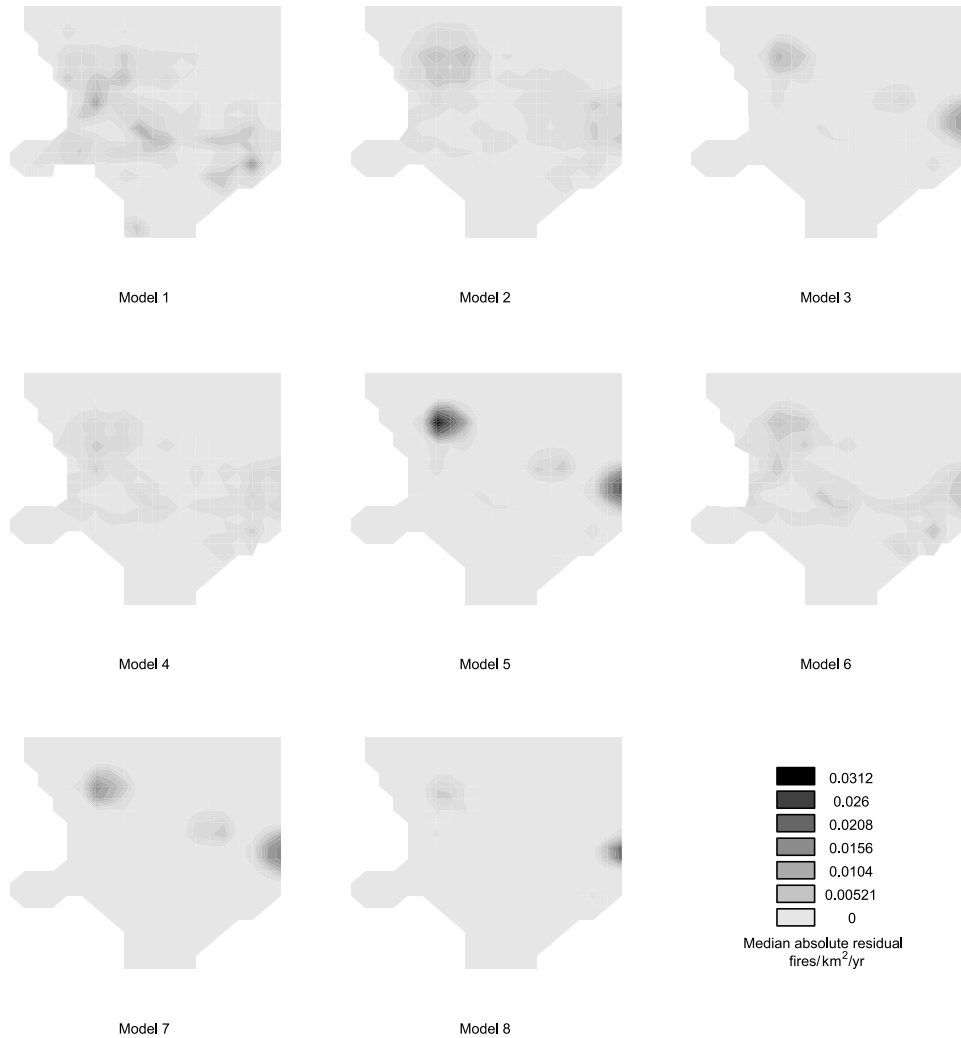 Model 1
Model 2
Model 3
Model 4
Model 5
Model 6
Model 7
Model 8
0.0312
0.026
0.0208
0.0156
0.0104
0.00521
0
Median absolute residual
fires/km²/yr